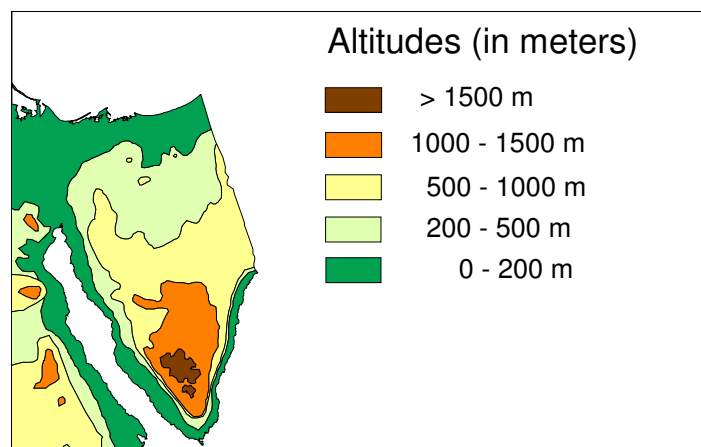 Altitudes (in meters)
> 1500 m
1000 - 1500 m
500 - 1000 m
200 - 500 m
0 - 200 m